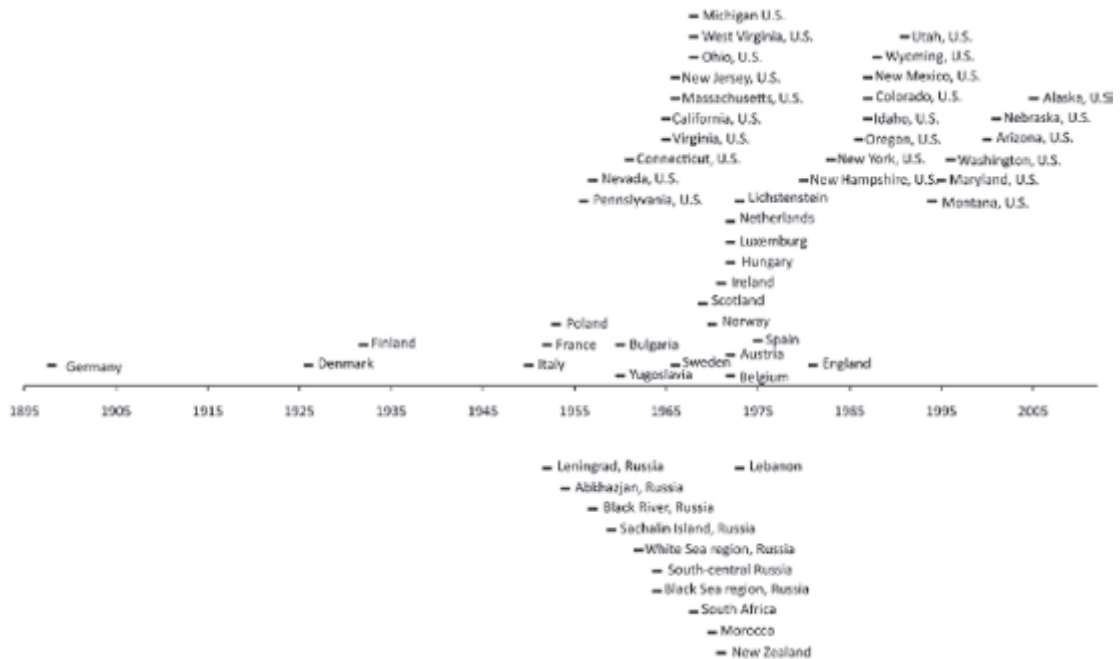 Michigan U.S.
West Virginia, U.S. Utah, U.S.
Ohio, U.S. Wyoming, U.S.
New Jersey, U.S. New Mexico, U.S.
Massachusetts, U.S. Colorado, U.S. Alaska, U.S.
California, U.S. Idaho, U.S. Nebraska, U.S.
Virginia, U.S. Oregon, U.S. Arizona, U.S.
Connecticut, U.S. New York, U.S. Washington, U.S.
Nevada, U.S. New Hampshire, U.S. Maryland, U.S.
Pennslyvania, U.S. Lichstenstein Montana, U.S.
Netherlands
Luxemburg
Hungary
Ireland
Scotland
Poland Norway
Finland France Bulgaria Spain
Austria
Germany Denmark Italy Sweden England
Yugoslavia Belgium
1895 1905 1915 1925 1935 1945 1955 1965 1975 1985 1995 2005
Leningrad, Russia Lebanon
Abkhazjan, Russia
Black River, Russia
Sachalin Island, Russia
White Sea region, Russia
South-central Russia
Black Sea region, Russia
South Africa
Morocco
New Zealand